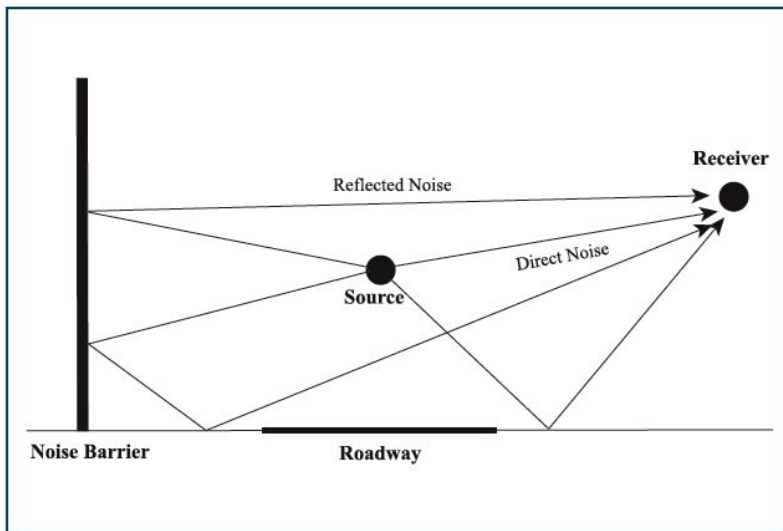 Receiver
Reflected Noise
Direct Noise
Source
Noise Barrier
Roadway